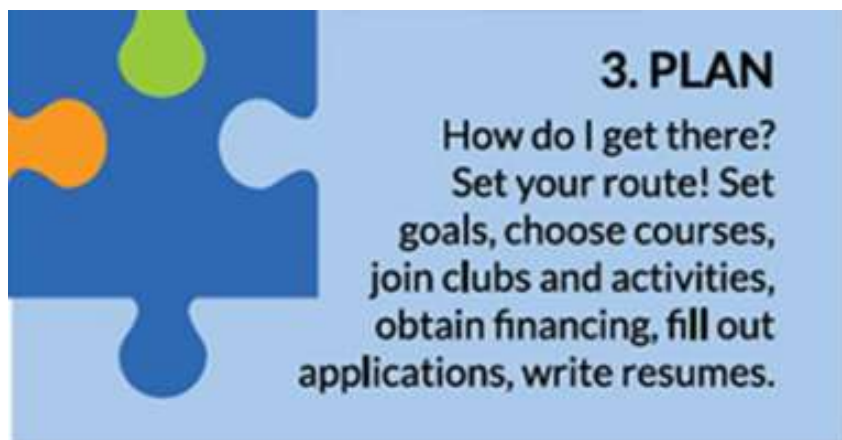 3. PLAN
How do I get there?
Set your route! Set
goals, choose courses,
join clubs and activities,
obtain financing, fill out
applications, write resumes.